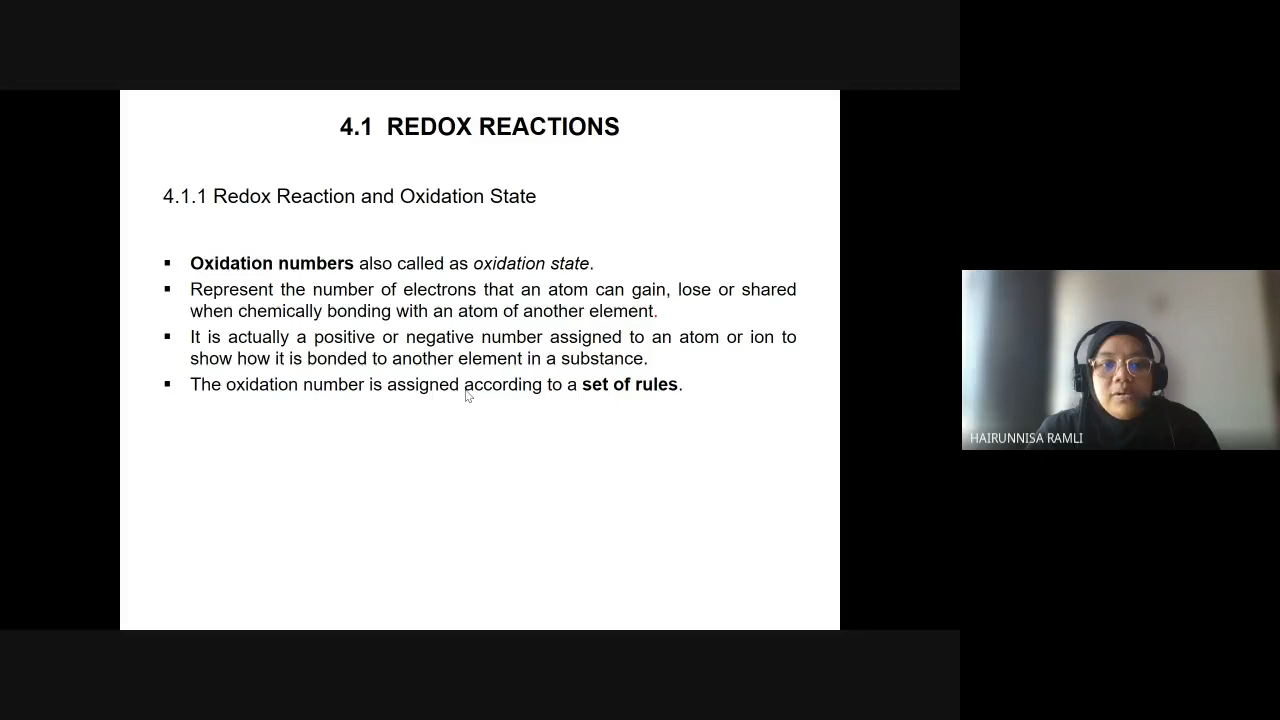 4.1 REDOX REACTIONS
4.1.1 Redox Reaction and Oxidation State
▪ Oxidation numbers also called as oxidation state.
▪ Represent the number of electrons that an atom can gain, lose or shared
when chemically bonding with an atom of another element.
▪ It is actually a positive or negative number assigned to an atom or ion to
show how it is bonded to another element in a substance.
▪ The oxidation number is assigned according to a set of rules.
HAIRUNNISA RAMLI